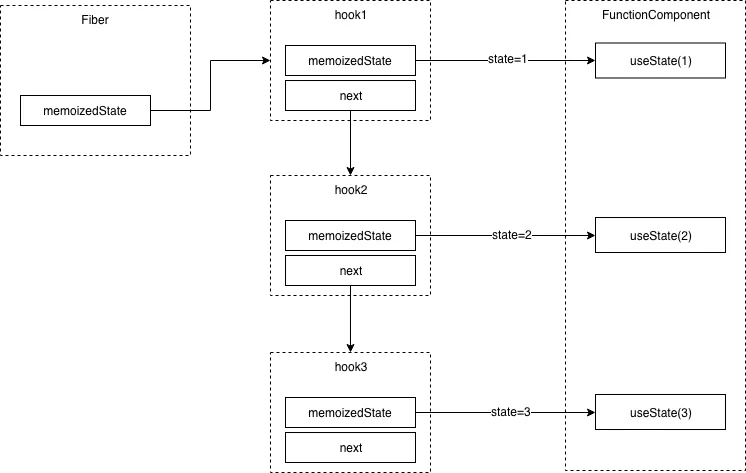 Fiber
memoizedState
hook1
memoizedState
next
state=1
hook2
memoizedState
next
state=2
hook3
memoizedState
next
state=3
FunctionComponent
useState(1)
useState(2)
useState(3)